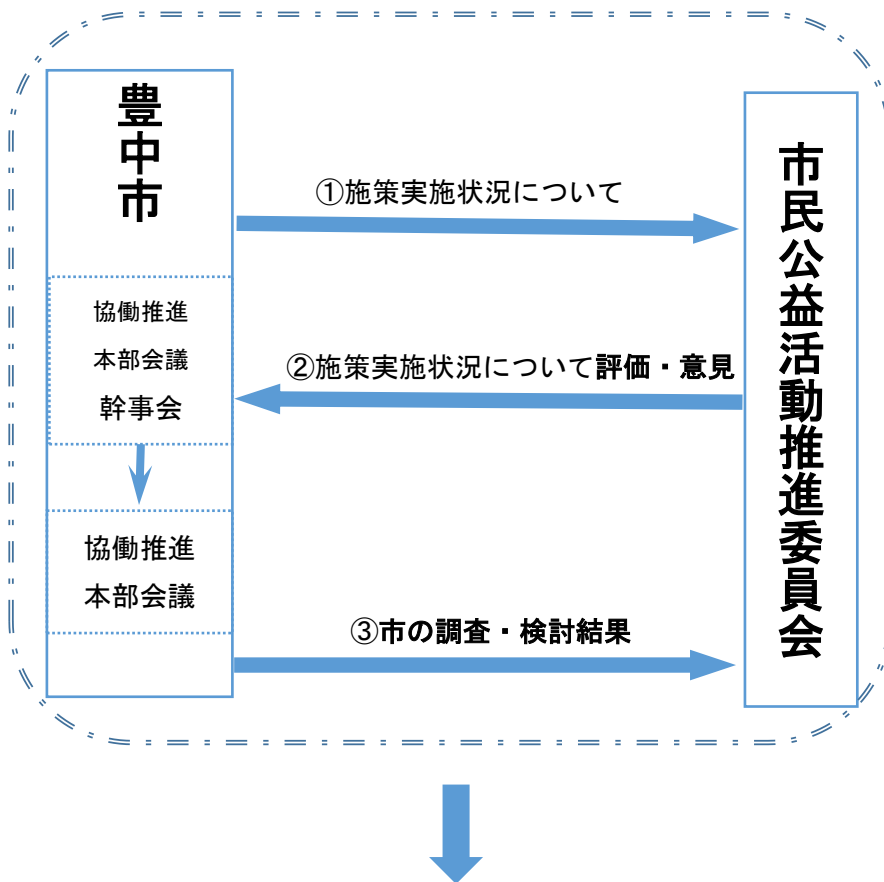 豊中市
①施策実施状況について
協働推進
本部会議
幹事会
②施策実施状況について評価・意見
協働推進
本部会議
③市の調査・検討結果
市民公益活動推進委員会